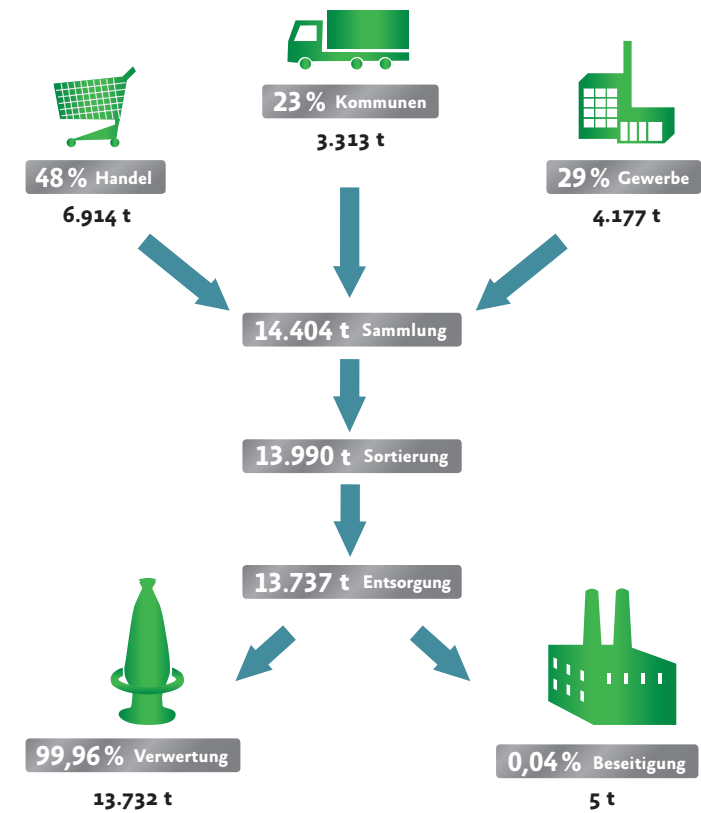 23 % Kommunen
3.313 t
48 % Handel
6.914 t
29 % Gewerbe
4.177 t
14.404 t Sammlung
13.990 t Sortierung
13.737 t Entsorgung
99,96 % Verwertung
13.732 t
0,04 % Beseitigung
5 t